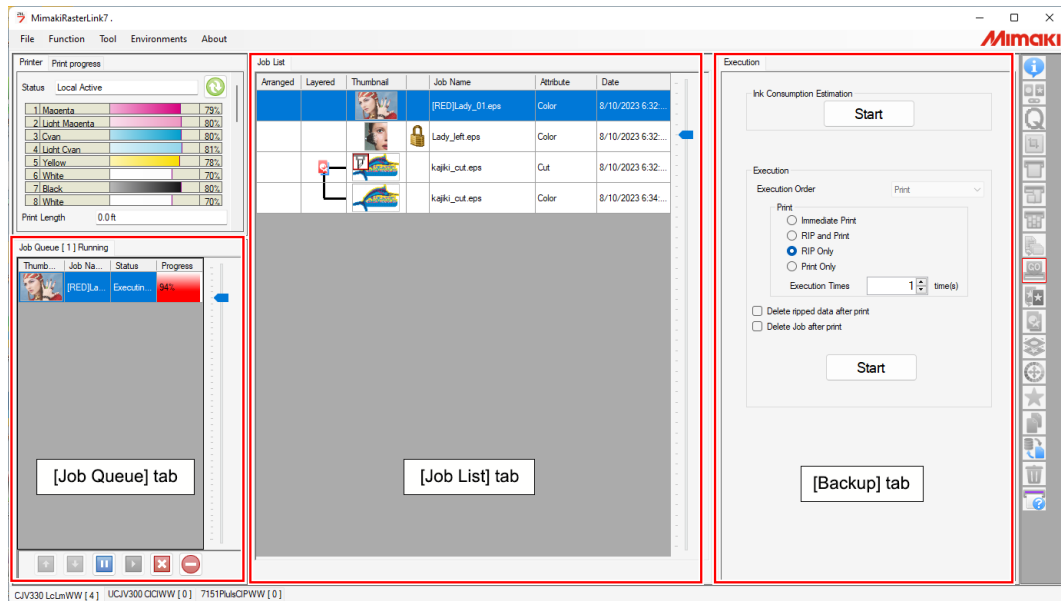 MimakiRasterLink7 .
File Function Tool Environments About
Mimaki
Printer Print progress
Status Local Active
1 Magenta 79%
2 Light Magenta 80%
3 Cyan 80%
4 Light Cyan 81%
5 Yellow 78%
6 White 70%
7 Black 80%
8 White 70%
Print Length 0.0 ft
Job Queue [ 1 ] Running
Thumb... Job Na... Status Progress
[RED]La... Executin... 94%
[Job Queue] tab
Job List
Arranged Layered Thumbnail Job Name Attribute Date
[RED]Lady_01.eps Color 8/10/2023 6:32:...
Lady_left.eps Color 8/10/2023 6:32:...
kajiki_cut.eps Cut 8/10/2023 6:32:...
kajiki_cut.eps Color 8/10/2023 6:34:...
[Job List] tab
Execution
Ink Consumption Estimation
Start
Execution
Execution Order Print
Print
Immediate Print
RIP and Print
RIP Only
Print Only
Execution Times 1 time(s)
Delete ripped data after print
Delete Job after print
Start
[Backup] tab
CJV330 LcLmWW [ 4 ] UCJV300 ClClWW [ 0 ] 7151PlulsClPWW [ 0 ]